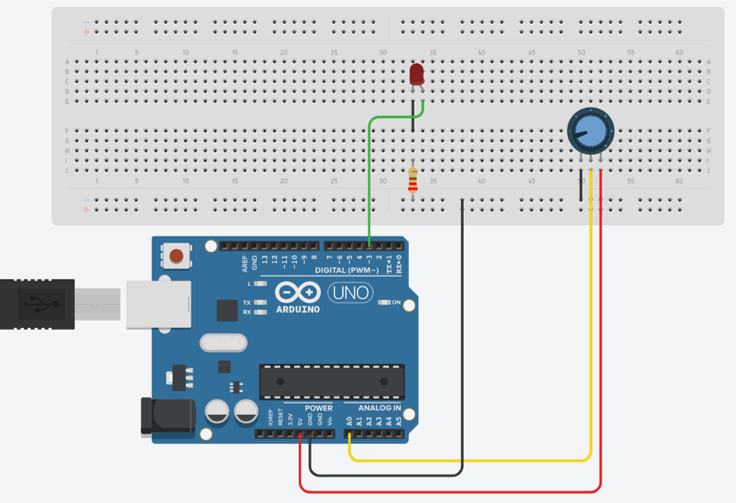 1 5 10 15 20 25 30 35 40 45 50 55 60
A A
B B
C C
D D
E E
F F
G G
H H
I I
J J
1 5 10 15 20 25 30 35 40 45 50 55 60
AREF
GND
13
12
~11
~10
~9
8
7
~6
~5
4
~3
2
TX→1
RX←0
DIGITAL (PWM~)
L
TX
RX
ARDUINO
UNO
ON
POWER
ANALOG IN
IOREF
RESET
3.3V
5V
GND
GND
Vin
A0
A1
A2
A3
A4
A5